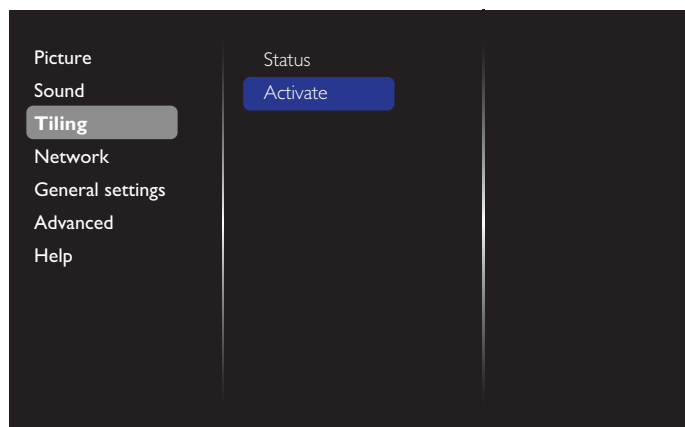 Picture
Sound
Tiling
Network
General settings
Advanced
Help
Status
Activate